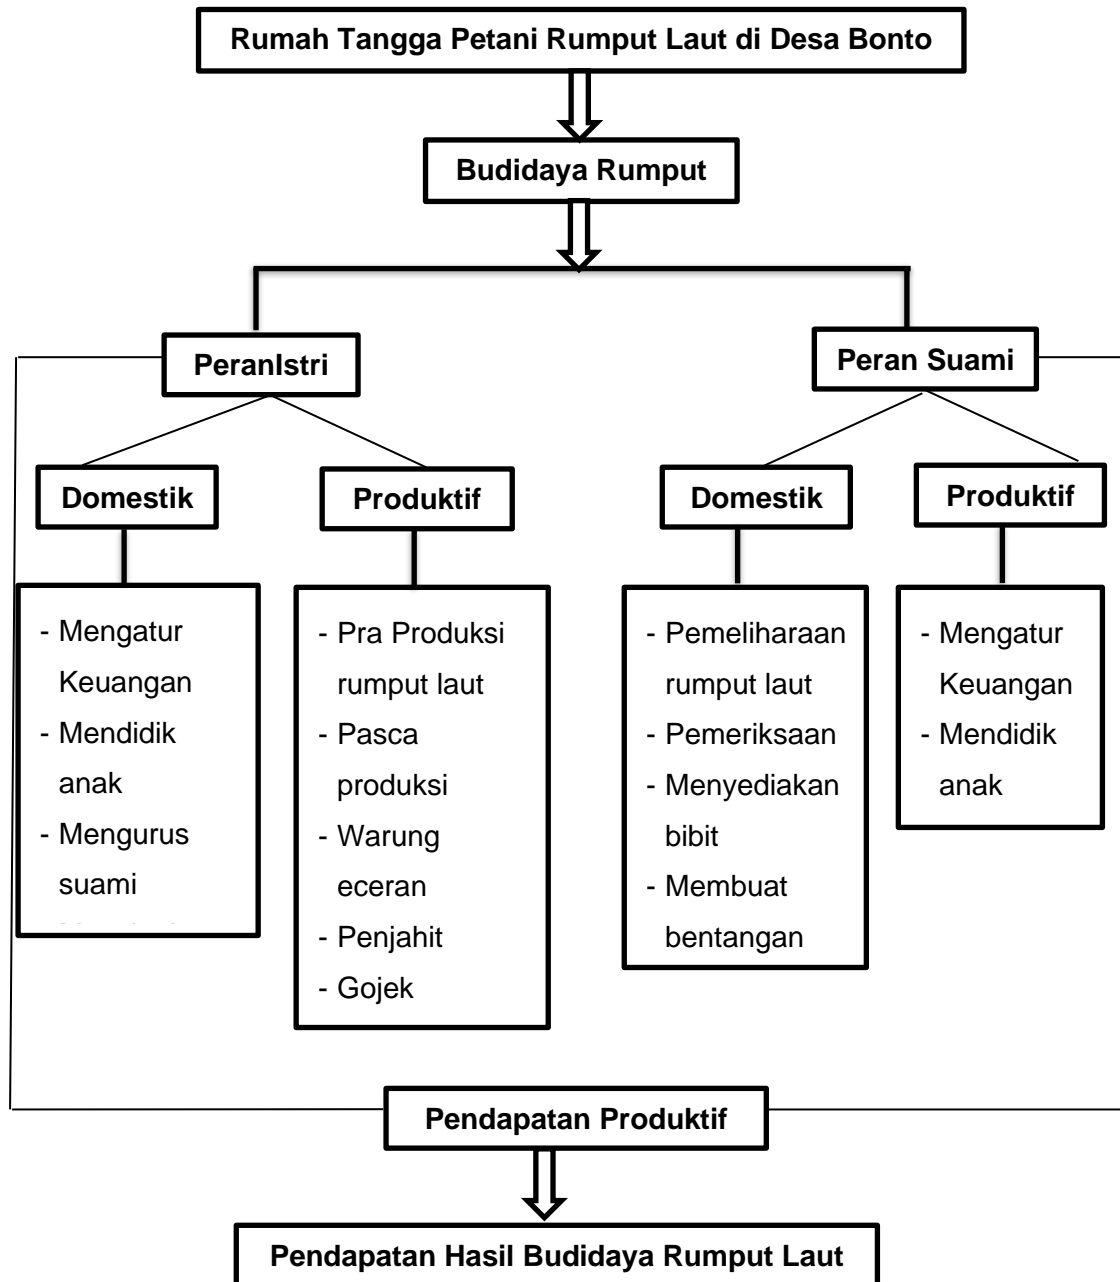 Rumah Tangga Petani Rumput Laut di Desa Bonto
Budidaya Rumput
PeranIstri
Peran Suami
Domestik
Produktif
Domestik
Produktif
- Mengatur
Keuangan
- Mendidik
anak
- Mengurus
suami
- Pra Produksi
rumput laut
- Pasca
produksi
- Warung
eceran
- Penjahit
- Gojek
- Pemeliharaan
rumput laut
- Pemeriksaan
- Menyediakan
bibit
- Membuat
bentangan
- Mengatur
Keuangan
- Mendidik
anak
Pendapatan Produktif
Pendapatan Hasil Budidaya Rumput Laut